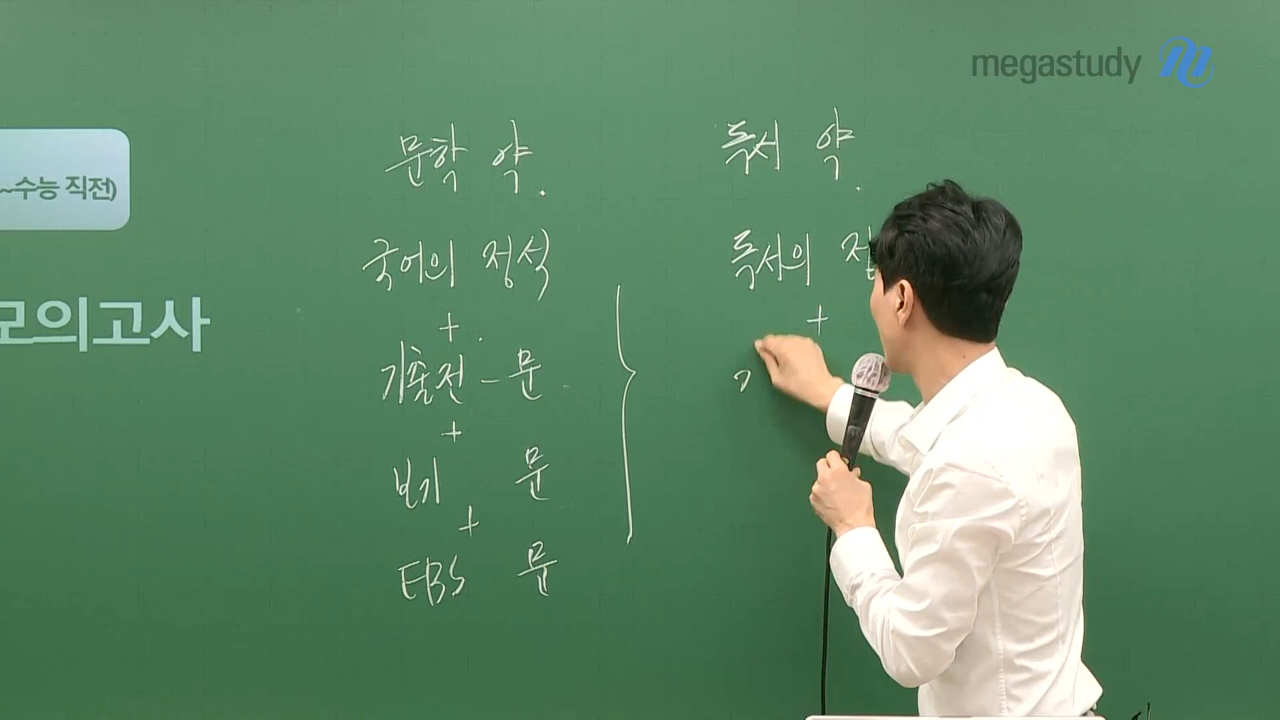 megastudy
~수능 직전)
모의고사
문학 약.
국어의 정석
+
기출전 - 문
+
보기 문
+
EBS 문
독서 약.
독서의
+